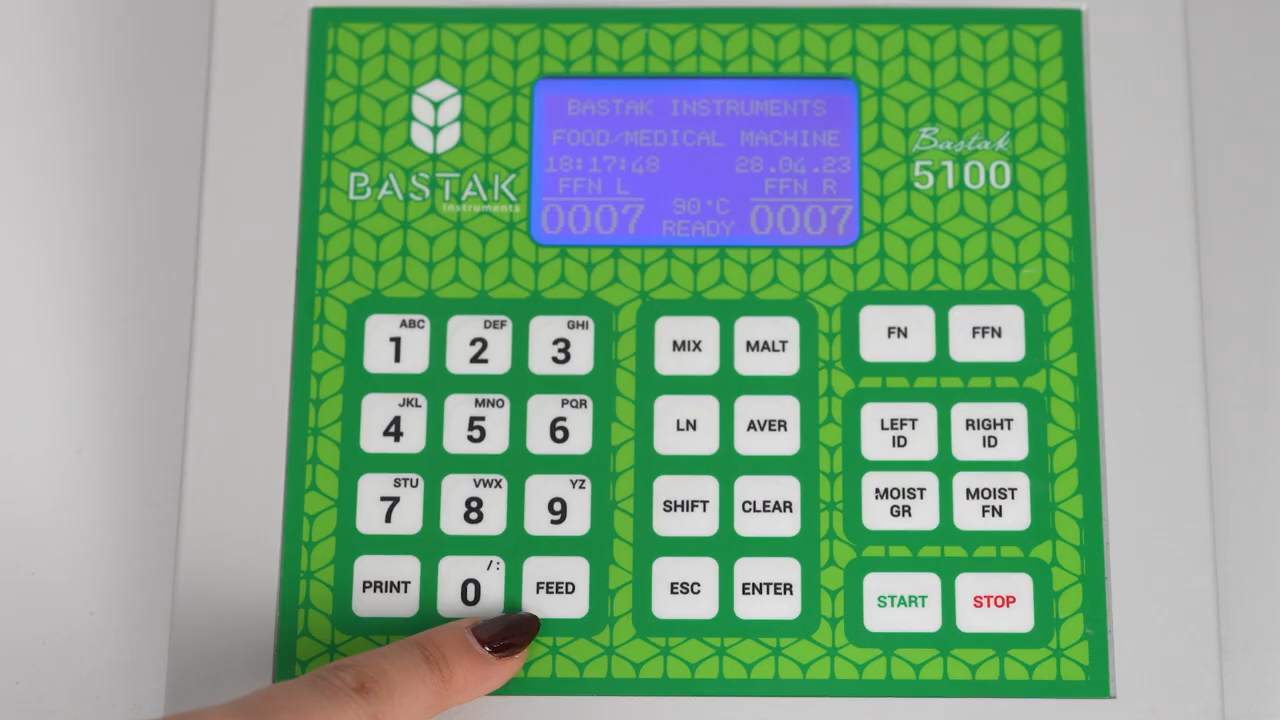 BASTAK
Instruments
BASTAK INSTRUMENTS
FOOD/MEDICAL MACHINE
18:17:48 28.04.23
FFN L FFN R
0007 90°C 0007
READY
Bastak
5100
ABC DEF GHI
1 2 3
JKL MNO PQR
4 5 6
STU VWX YZ
7 8 9
/:
PRINT 0 FEED
MIX MALT
LN AVER
SHIFT CLEAR
ESC ENTER
FN FFN
LEFT ID
RIGHT ID
MOIST GR
MOIST FN
START STOP